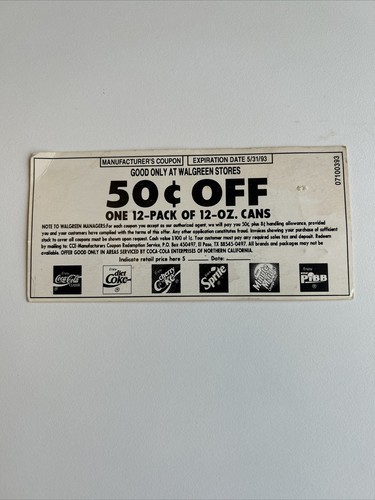 MANUFACTURER'S COUPON EXPIRATION DATE 5/31/93
GOOD ONLY AT WALGREEN STORES
07100393
50¢ OFF
ONE 12-PACK OF 12-OZ. CANS
NOTE TO WALGREEN MANAGERS: For each coupon you accept as our authorized agent, we will pay you 50¢, plus 8¢ handling allowance, provided
you and your customers have complied with the terms of this offer. Any other application constitutes fraud. Invoices showing your purchase of sufficient
stock to cover all coupons must be shown upon request. Cash value 1/100 of 1¢. Your customer must pay any required sales tax and deposit. Redeem
by mailing to: CCE-Manufacturers Coupon Redemption Service, P.O. Box 450497, El Paso, TX 88545-0497. All brands and packages may not be
available. OFFER GOOD ONLY IN AREAS SERVICED BY COCA-COLA ENTERPRISES OF NORTHERN CALIFORNIA.
Indicate retail price here $ ______ Date: ______
Coca-Cola
diet Coke
cherry Coke
Sprite
Minute Maid
Mr. PiBB